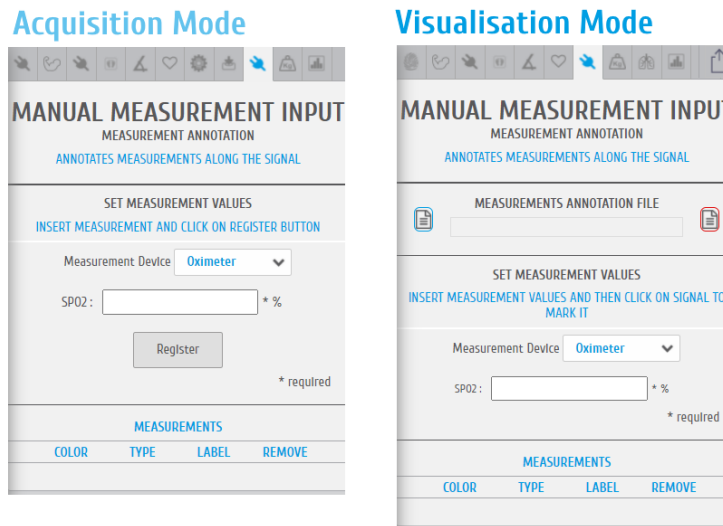 Acquisition Mode
MANUAL MEASUREMENT INPUT
MEASUREMENT ANNOTATION
ANNOTATES MEASUREMENTS ALONG THE SIGNAL
SET MEASUREMENT VALUES
INSERT MEASUREMENT AND CLICK ON REGISTER BUTTON
Measurement Device Oximeter
SPO2 : * %
Register
* required
MEASUREMENTS
COLOR TYPE LABEL REMOVE
Visualisation Mode
MANUAL MEASUREMENT INPUT
MEASUREMENT ANNOTATION
ANNOTATES MEASUREMENTS ALONG THE SIGNAL
MEASUREMENTS ANNOTATION FILE
SET MEASUREMENT VALUES
INSERT MEASUREMENT VALUES AND THEN CLICK ON SIGNAL TO
MARK IT
Measurement Device Oximeter
SPO2 : * %
* required
MEASUREMENTS
COLOR TYPE LABEL REMOVE